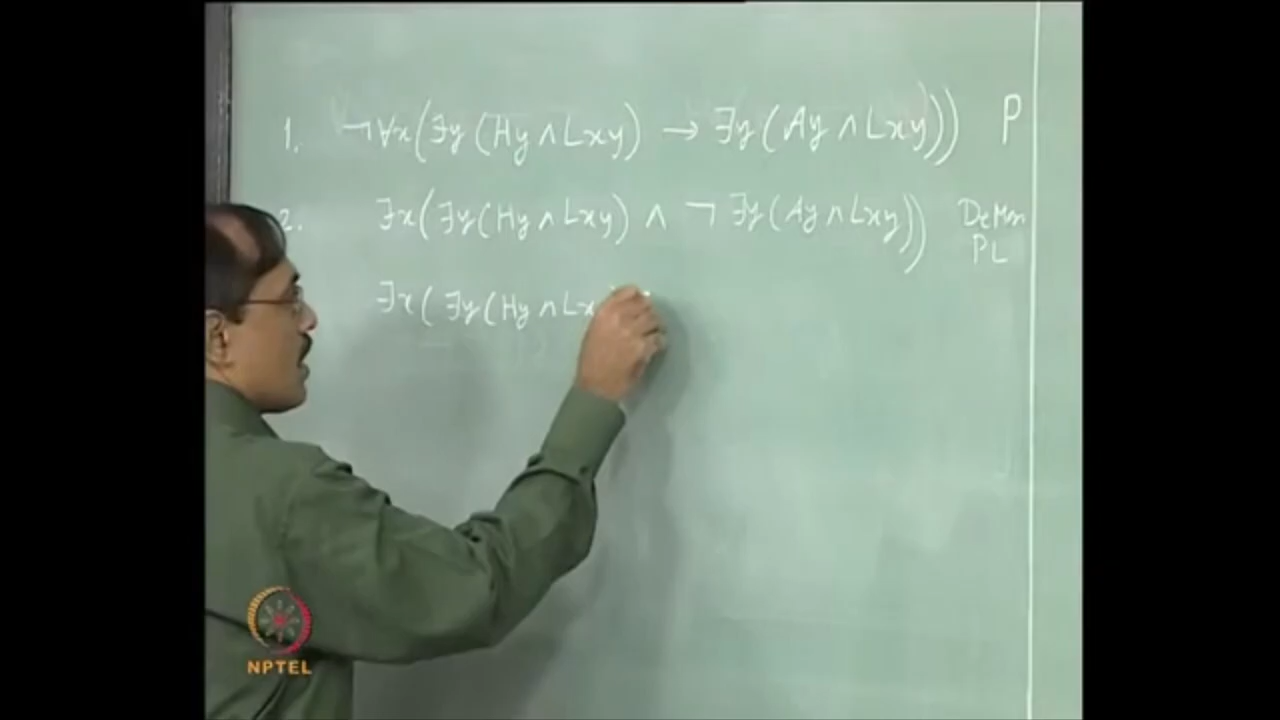 1. ¬∀x(∃y(Hy∧Lxy) → ∃y(Ay∧Lxy)) P
2. ∃x(∃y(Hy∧Lxy) ∧ ¬∃y(Ay∧Lxy)) DeMn
PL
∃x(∃y(Hy∧Lx
NPTEL